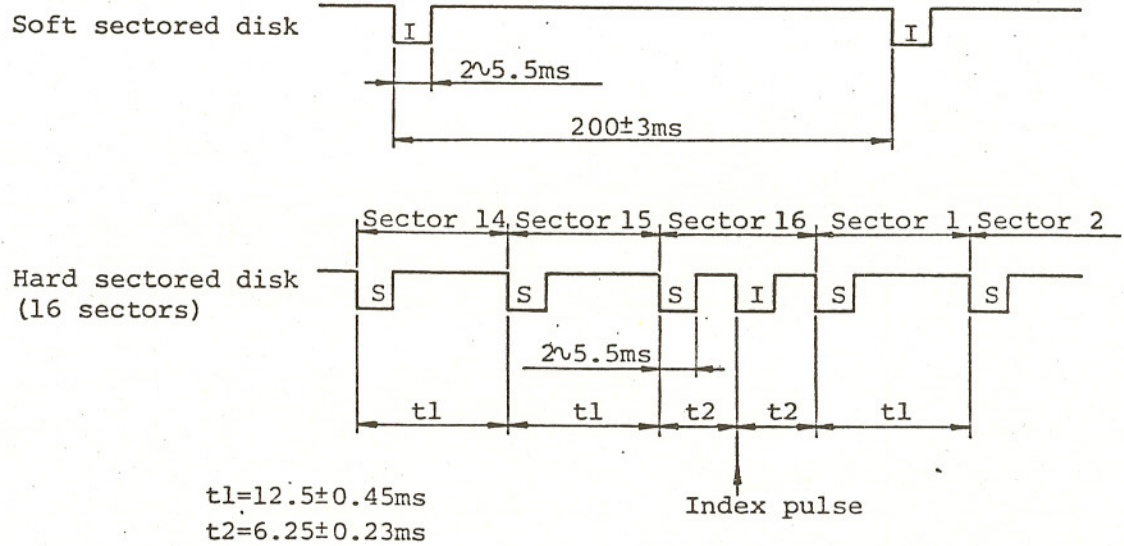 Soft sectored disk
I
I
2~5.5ms
200±3ms
Sector 14
Sector 15
Sector 16
Sector 1
Sector 2
Hard sectored disk
(16 sectors)
S
S
S
I
S
S
2~5.5ms
t1
t1
t2
t2
t1
t1=12.5±0.45ms
t2=6.25±0.23ms
Index pulse